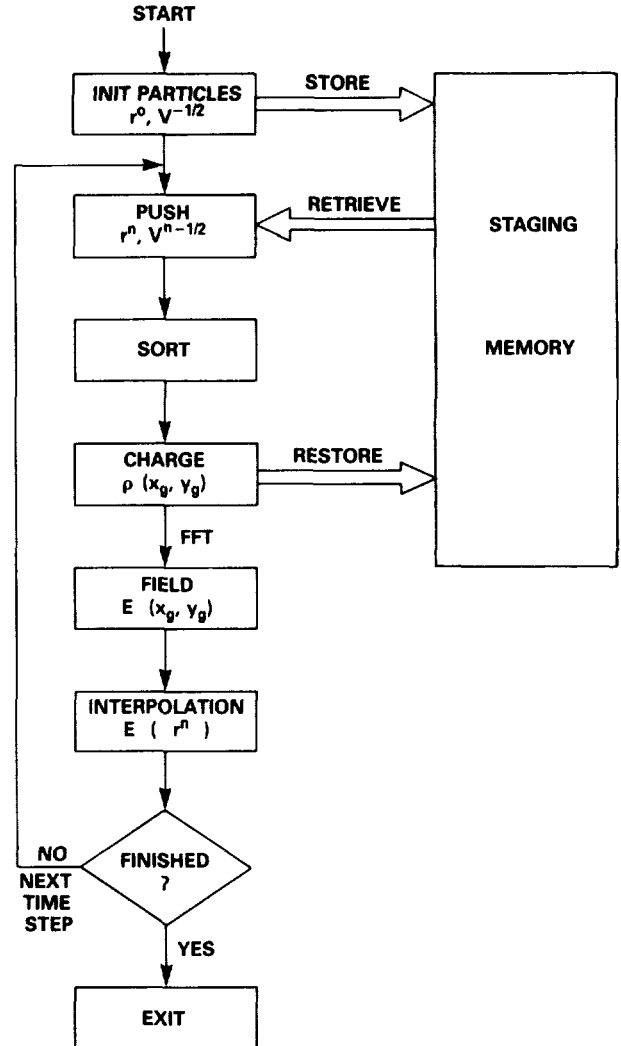 START
INIT PARTICLES
r⁰, V⁻¹/²
STORE
PUSH
rⁿ, Vⁿ⁻¹/²
RETRIEVE
STAGING
MEMORY
SORT
CHARGE
ρ (x_g, y_g)
RESTORE
FFT
FIELD
E (x_g, y_g)
INTERPOLATION
E ( rⁿ )
FINISHED
?
NO
NEXT
TIME
STEP
YES
EXIT